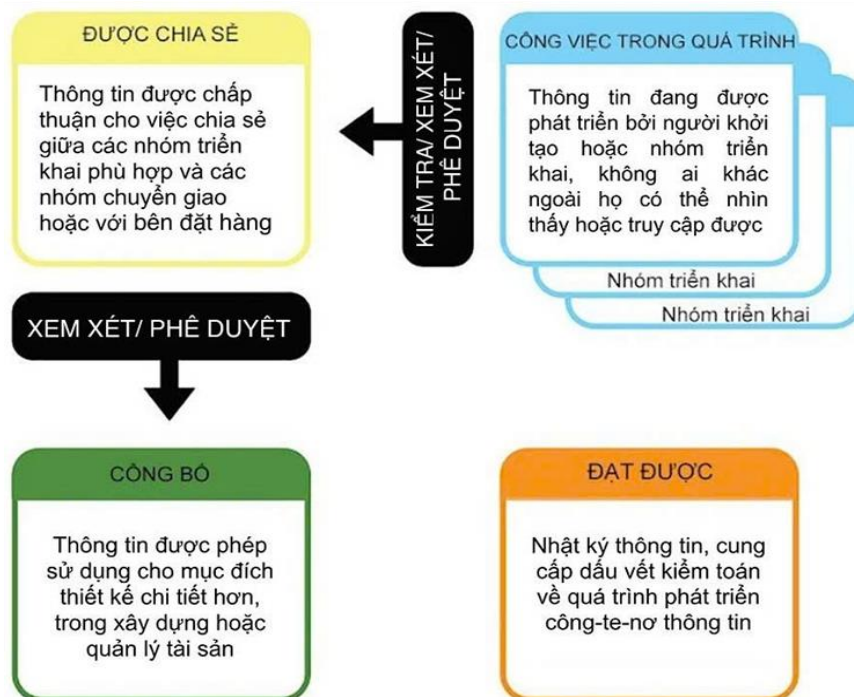 ĐƯỢC CHIA SẺ
Thông tin được chấp
thuận cho việc chia sẻ
giữa các nhóm triển
khai phù hợp và các
nhóm chuyển giao
hoặc với bên đặt hàng
KIỂM TRA/ XEM XÉT/
PHÊ DUYỆT
CÔNG VIỆC TRONG QUÁ TRÌNH
Thông tin đang được
phát triển bởi người khởi
tạo hoặc nhóm triển
khai, không ai khác
ngoài họ có thể nhìn
thấy hoặc truy cập được
Nhóm triển khai
Nhóm triển khai
XEM XÉT/ PHÊ DUYỆT
CÔNG BỐ
Thông tin được phép
sử dụng cho mục đích
thiết kế chi tiết hơn,
trong xây dựng hoặc
quản lý tài sản
ĐẠT ĐƯỢC
Nhật ký thông tin, cung
cấp dấu vết kiểm toán
về quá trình phát triển
công-te-nơ thông tin